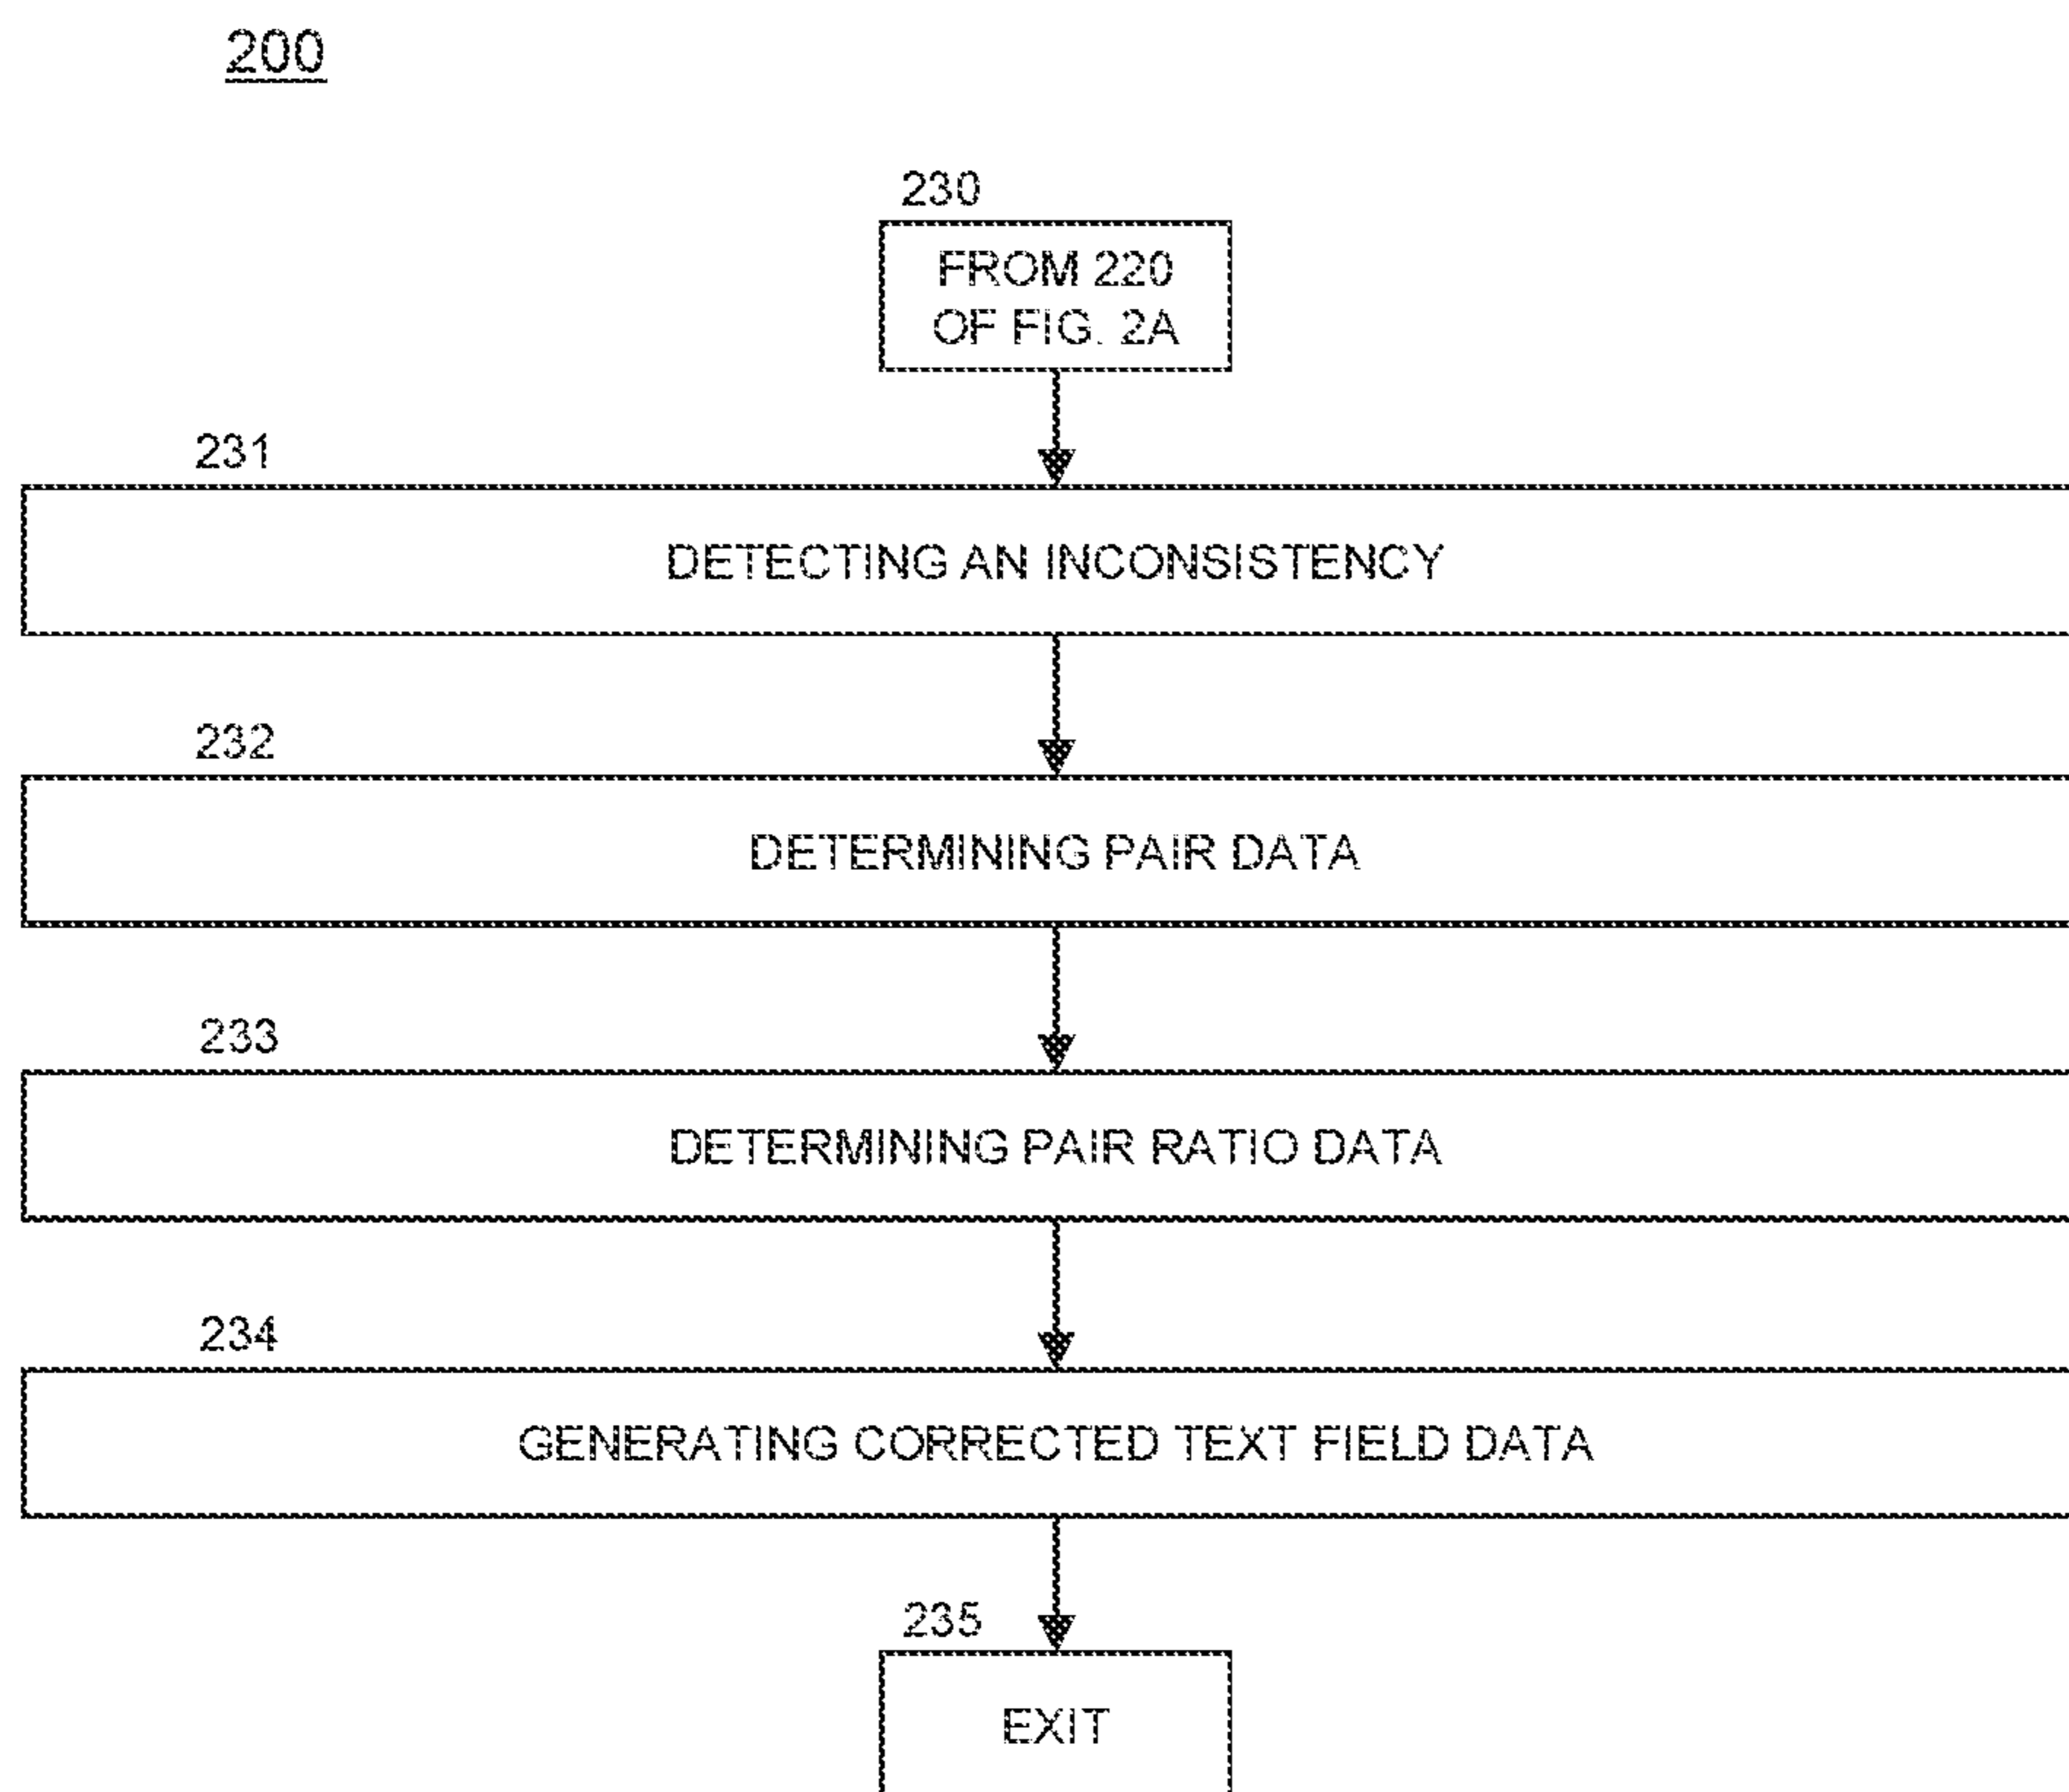 200
230
FROM 220
OF FIG. 2A
231
DETECTING AN INCONSISTENCY
232
DETERMINING PAIR DATA
233
DETERMINING PAIR RATIO DATA
234
GENERATING CORRECTED TEXT FIELD DATA
235
EXIT